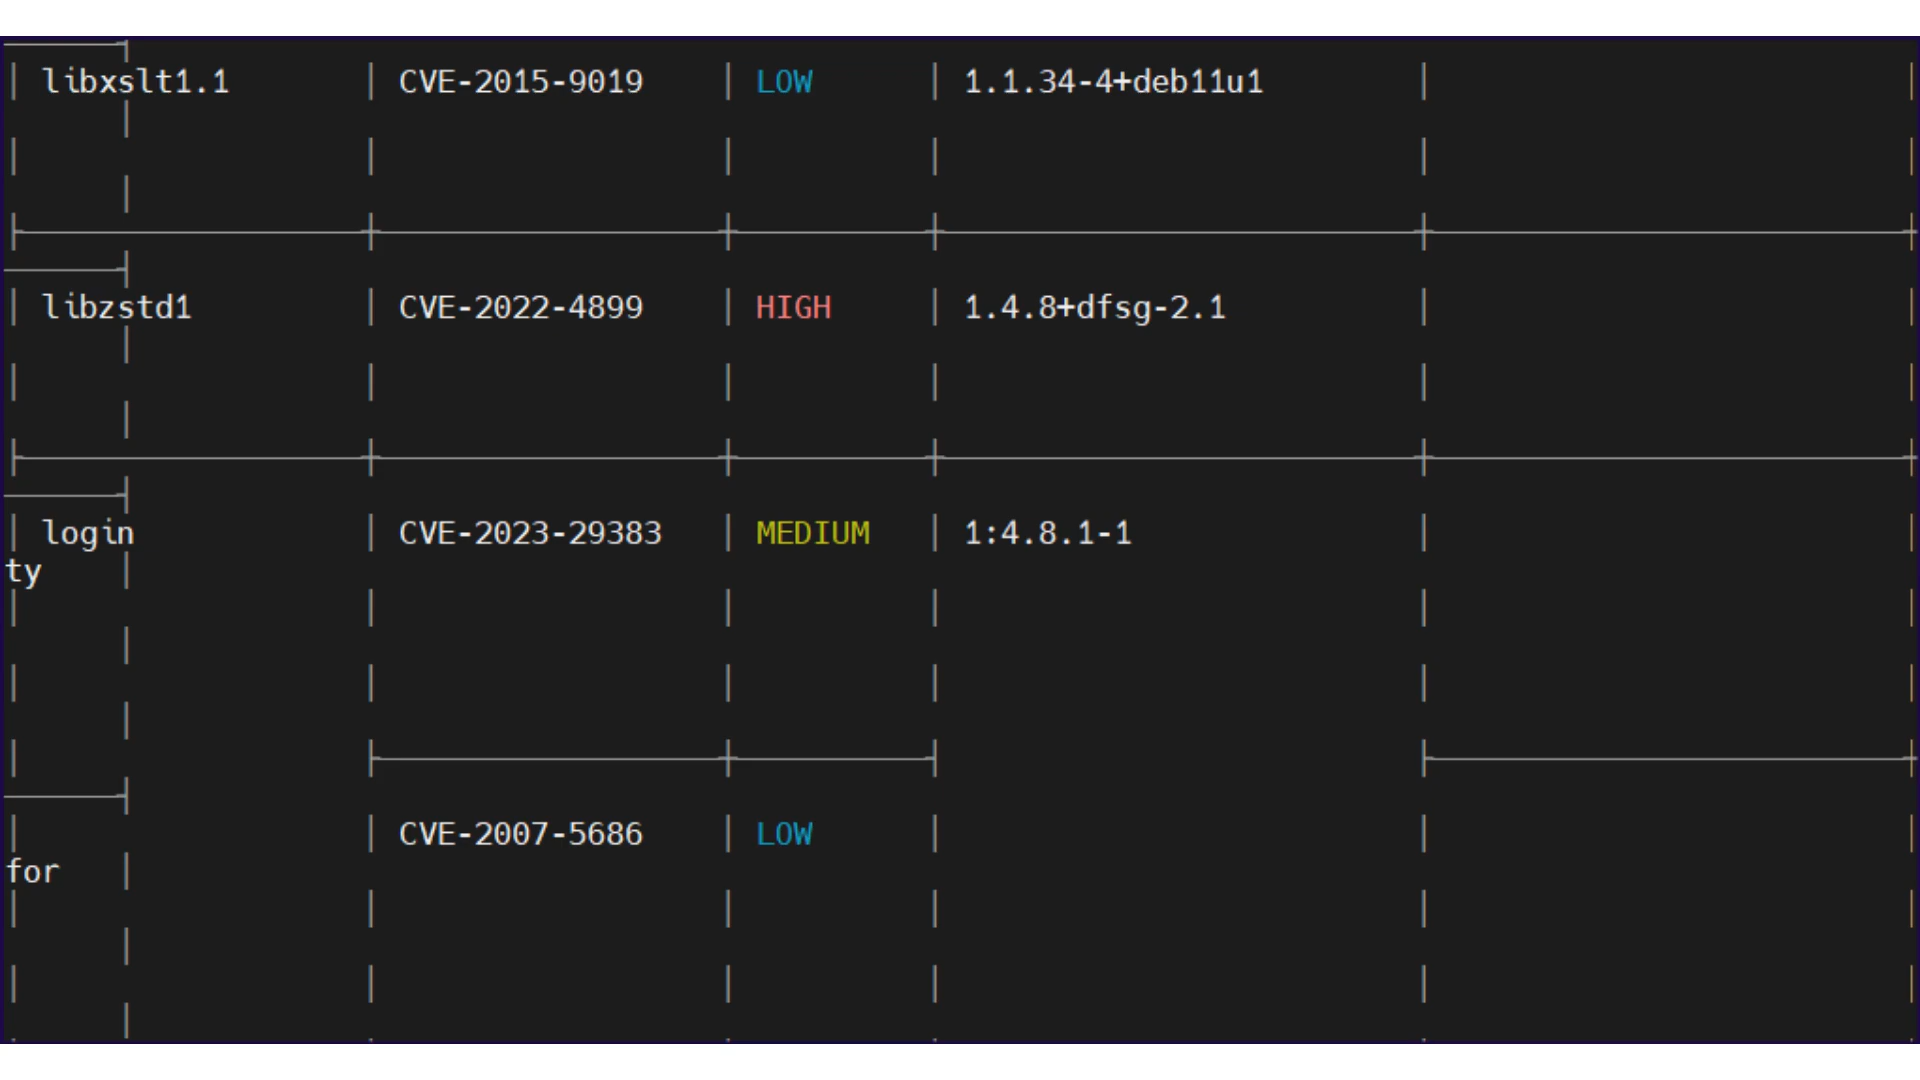 libxslt1.1 CVE-2015-9019 LOW 1.1.34-4+deb11u1
libzstd1 CVE-2022-4899 HIGH 1.4.8+dfsg-2.1
login CVE-2023-29383 MEDIUM 1:4.8.1-1
ty
CVE-2007-5686 LOW
for